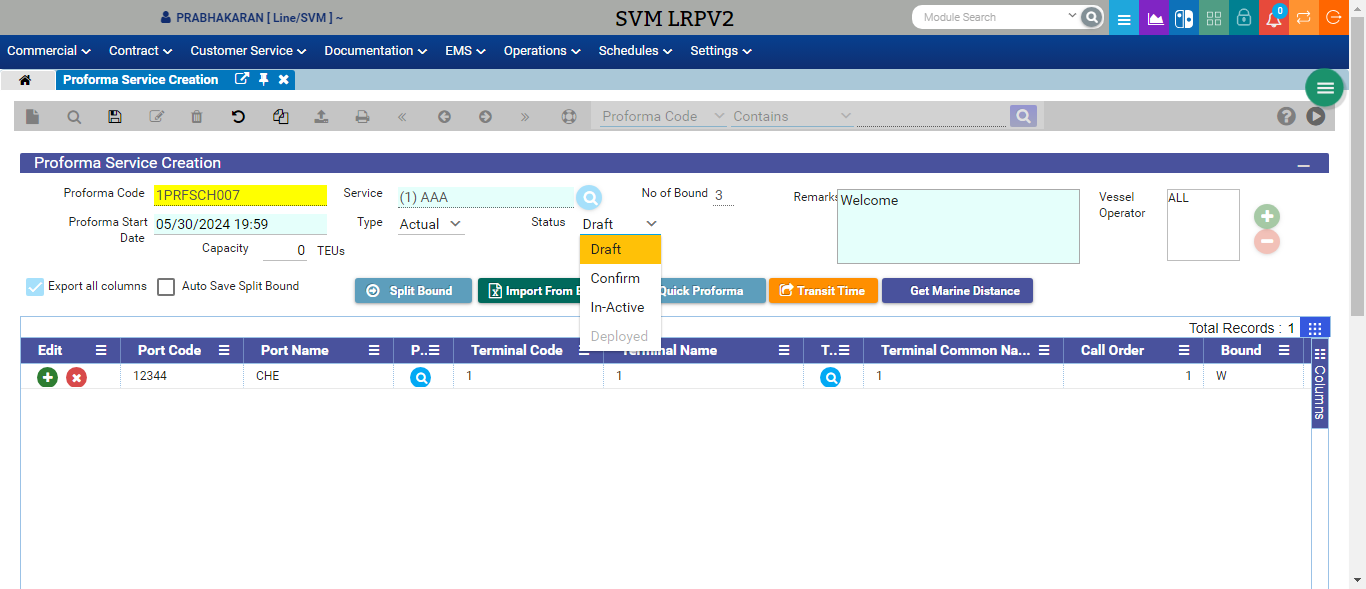 PRABHAKARAN [ Line/SVM ] ~
SVM LRPV2
Module Search
0
Commercial
Contract
Customer Service
Documentation
EMS
Operations
Schedules
Settings
Proforma Service Creation
Proforma Code
Contains
Proforma Service Creation
Proforma Code
1PRFSCH007
Service
(1) AAA
No of Bound
3
Remarks
Welcome
Vessel
Operator
ALL
Proforma Start
Date
05/30/2024 19:59
Type
Actual
Status
Draft
Capacity
0
TEUs
Draft
Confirm
In-Active
Deployed
Export all columns
Auto Save Split Bound
Split Bound
Import From E
Quick Proforma
Transit Time
Get Marine Distance
Total Records : 1
Edit
Port Code
Port Name
P..
Terminal Code
Terminal Name
T..
Terminal Common Na...
Call Order
Bound
Columns
12344
CHE
1
1
1
1
W